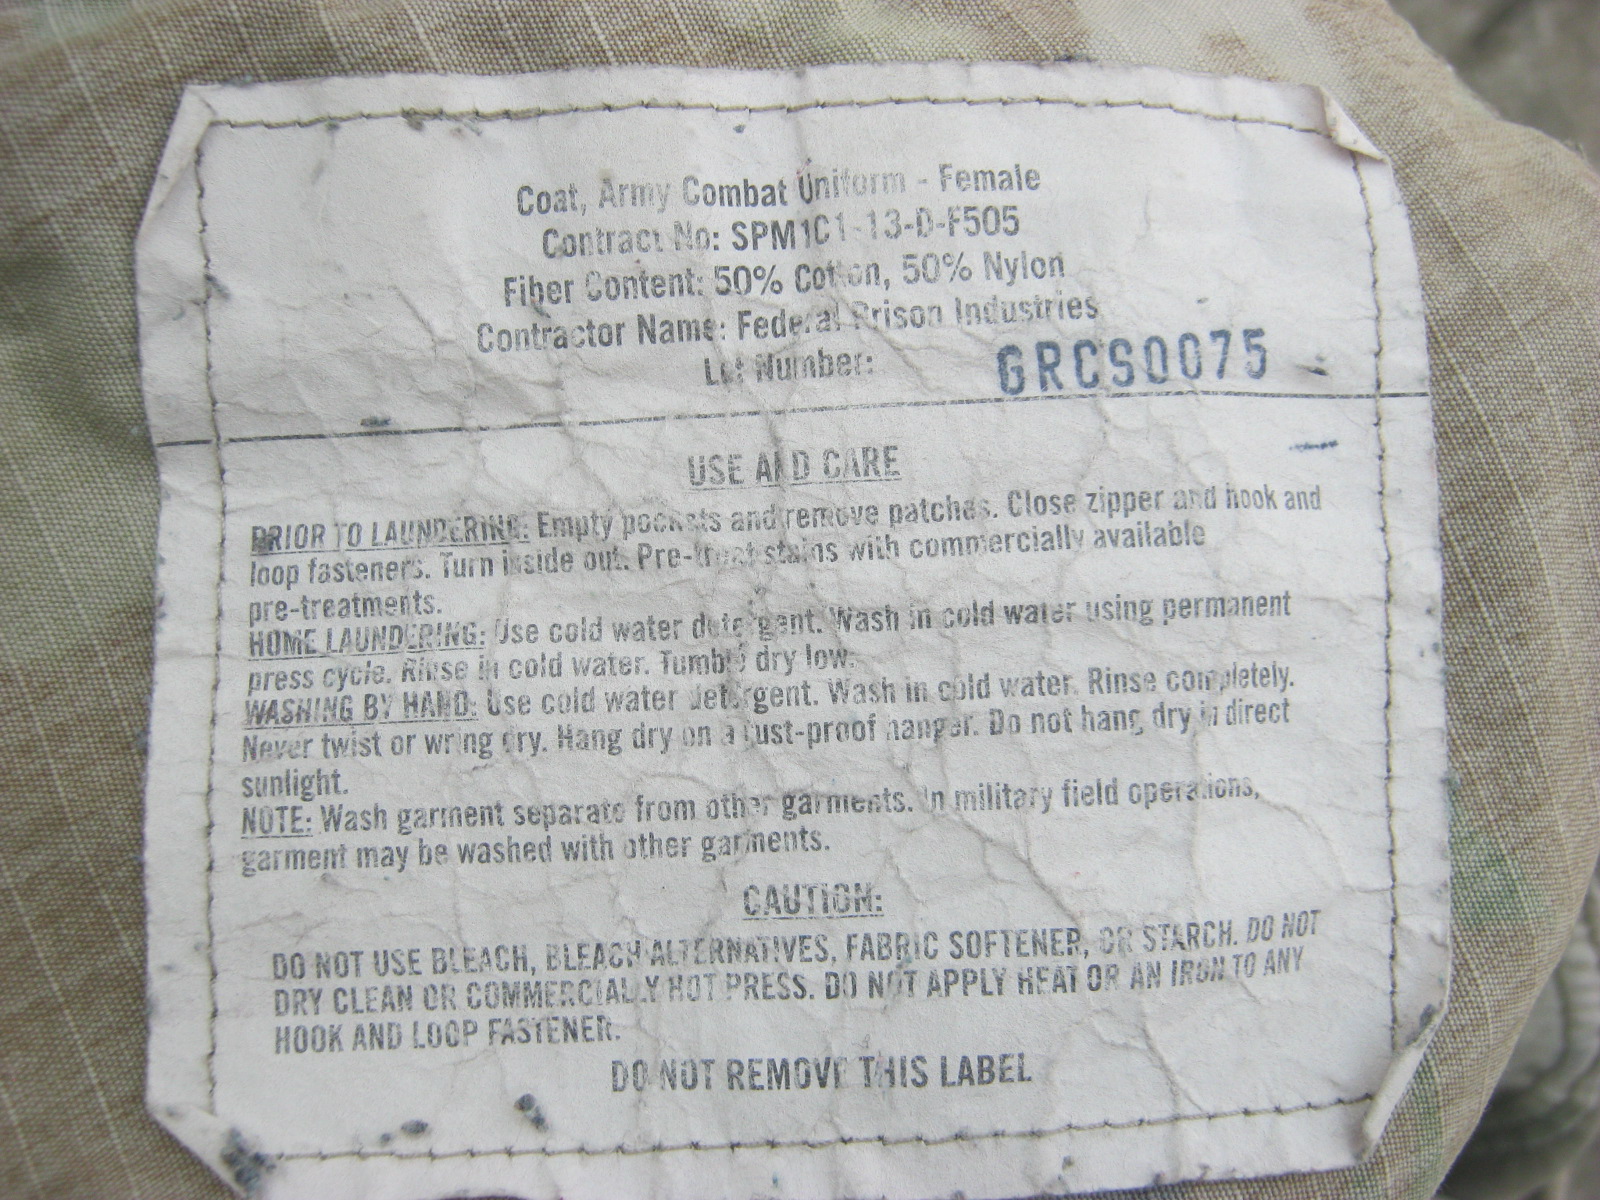 Coat, Army Combat Uniform - Female
Contract No: SPM1C1-13-D-F505
Fiber Content: 50% Cotton, 50% Nylon
Contractor Name: Federal Prison Industries
Lot Number: GRCS0075
USE AND CARE
PRIOR TO LAUNDERING: Empty pockets and remove patches. Close zipper and hook and
loop fasteners. Turn inside out. Pre-treat stains with commercially available
pre-treatments.
HOME LAUNDERING: Use cold water detergent. Wash in cold water using permanent
press cycle. Rinse in cold water. Tumble dry low.
WASHING BY HAND: Use cold water detergent. Wash in cold water. Rinse completely.
Never twist or wring dry. Hang dry on a rust-proof hanger. Do not hang dry in direct
sunlight.
NOTE: Wash garment separate from other garments. In military field operations,
garment may be washed with other garments.
CAUTION:
DO NOT USE BLEACH, BLEACH ALTERNATIVES, FABRIC SOFTENER, OR STARCH. DO NOT
DRY CLEAN OR COMMERCIALLY HOT PRESS. DO NOT APPLY HEAT OR AN IRON TO ANY
HOOK AND LOOP FASTENER.
DO NOT REMOVE THIS LABEL